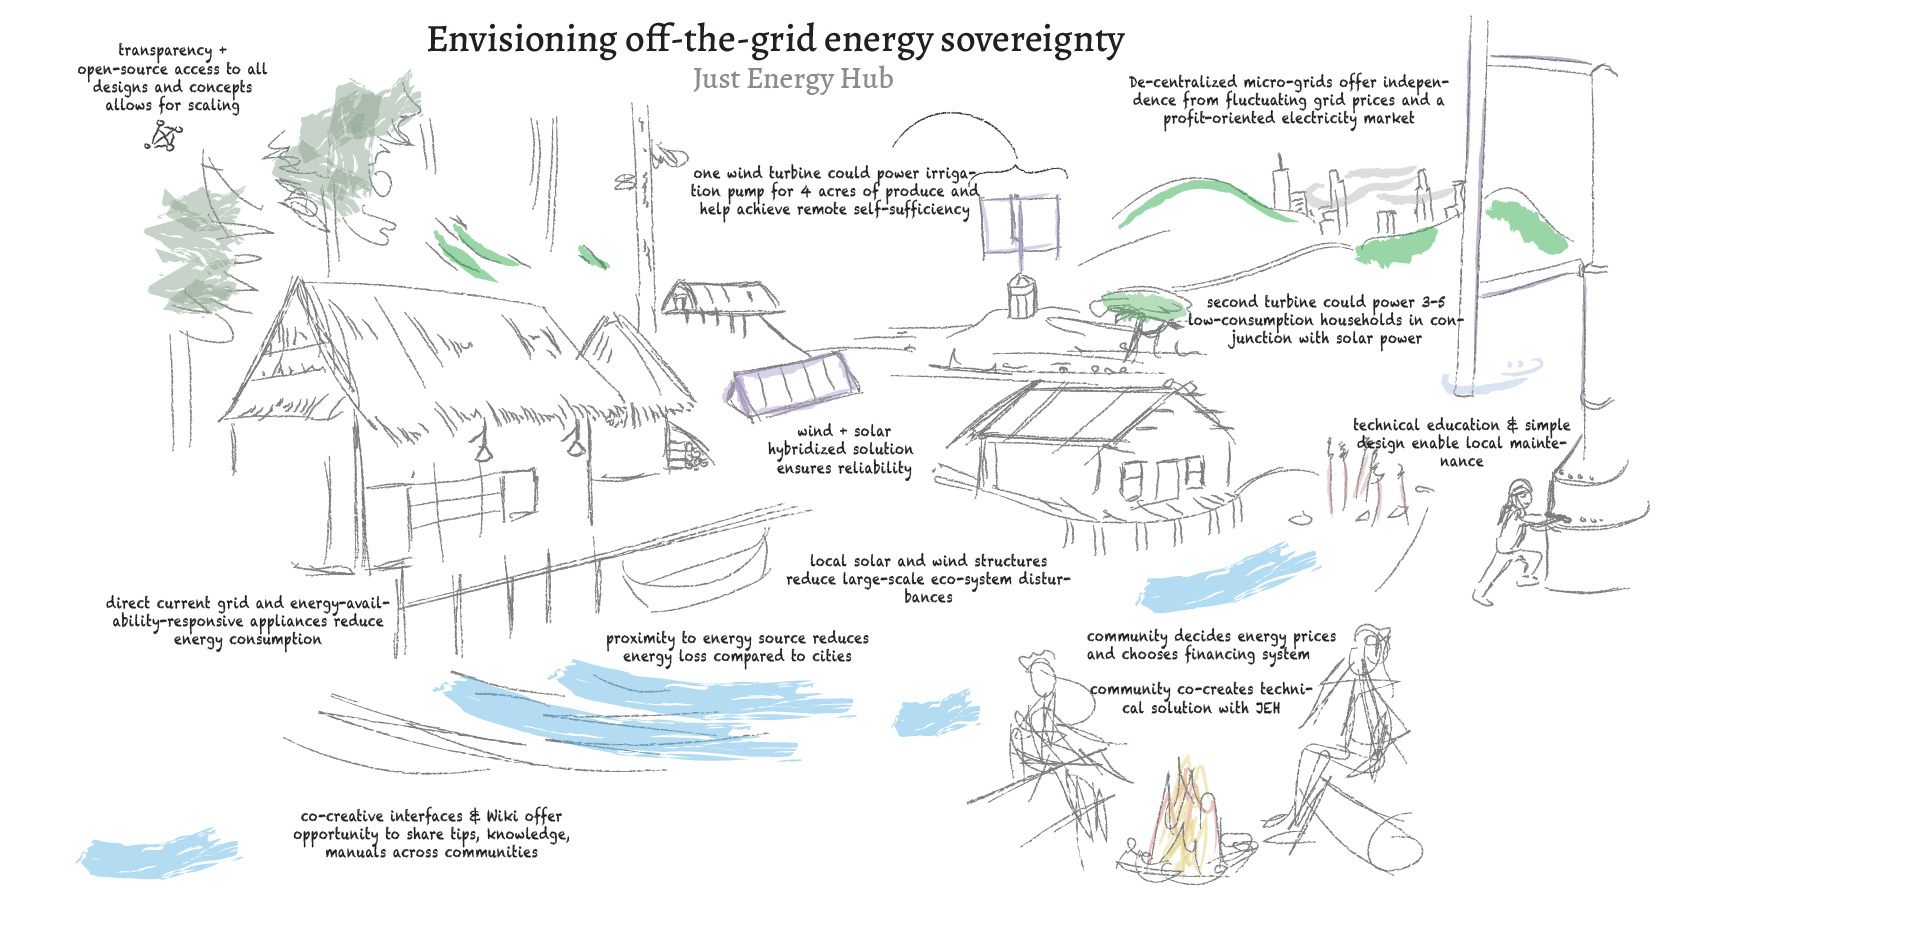 Envisioning off-the-grid energy sovereignty
Just Energy Hub
transparency +
open-source access to all
designs and concepts
allows for scaling
De-centralized micro-grids offer indepen-
dence from fluctuating grid prices and a
profit-oriented electricity market
one wind turbine could power irriga-
tion pump for 4 acres of produce and
help achieve remote self-sufficiency
second turbine could power 3-5
low-consumption households in con-
junction with solar power
wind + solar
hybridized solution
ensures reliability
technical education & simple
design enable local mainte-
nance
local solar and wind structures
reduce large-scale eco-system distur-
bances
direct current grid and energy-avail-
ability-responsive appliances reduce
energy consumption
proximity to energy source reduces
energy loss compared to cities
community decides energy prices
and chooses financing system
community co-creates techni-
cal solution with JEH
co-creative interfaces & Wiki offer
opportunity to share tips, knowledge,
manuals across communities